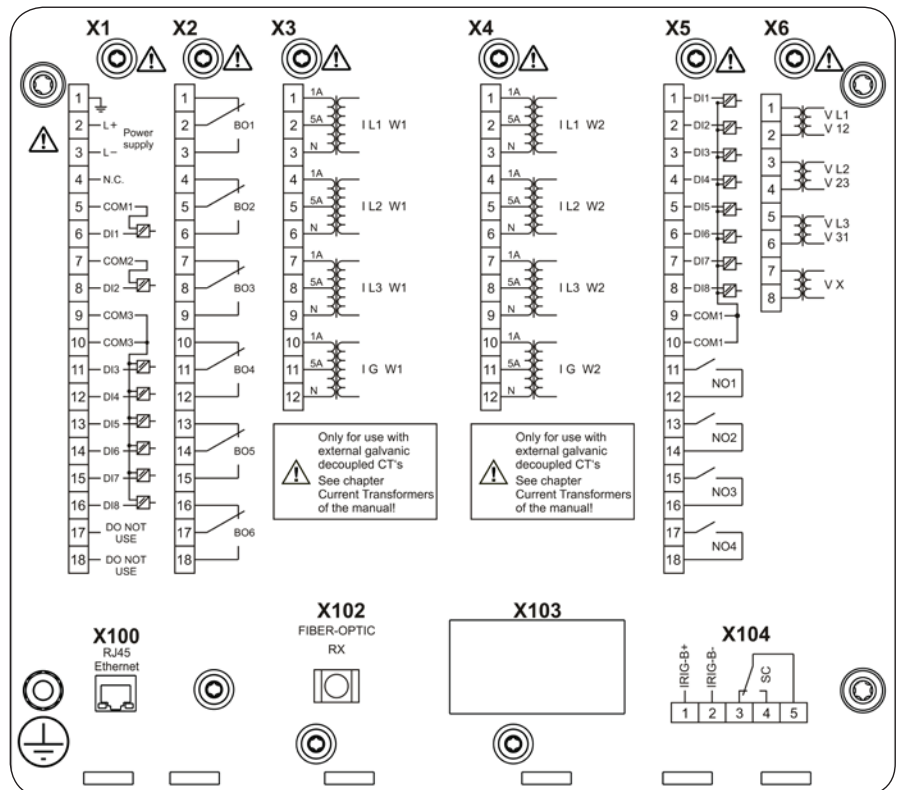 X1 X2 X3 X4 X5 X6
1
2 L+ Power supply
3 L−
4 N.C.
5 COM1
6 DI1
7 COM2
8 DI2
9 COM3
10 COM3
11 DI3
12 DI4
13 DI5
14 DI6
15 DI7
16 DI8
17 DO NOT USE
18 DO NOT USE
1
2 BO1
3
4
5 BO2
6
7
8 BO3
9
10
11 BO4
12
13
14 BO5
15
16
17 BO6
18
1 1A
2 5A I L1 W1
3 N
4 1A
5 5A I L2 W1
6 N
7 1A
8 5A I L3 W1
9 N
10 1A
11 5A I G W1
12 N
Only for use with
external galvanic
decoupled CT's
See chapter
Current Transformers
of the manual!
1 1A
2 5A I L1 W2
3 N
4 1A
5 5A I L2 W2
6 N
7 1A
8 5A I L3 W2
9 N
10 1A
11 5A I G W2
12 N
Only for use with
external galvanic
decoupled CT's
See chapter
Current Transformers
of the manual!
1 DI1
2 DI2
3 DI3
4 DI4
5 DI5
6 DI6
7 DI7
8 DI8
9 COM1
10 COM1
11
12 NO1
13
14 NO2
15
16 NO3
17
18 NO4
1 V L1
2 V 12
3 V L2
4 V 23
5 V L3
6 V 31
7
8 V X
X100
RJ45
Ethernet
X102
FIBER-OPTIC
RX
X103
X104
IRIG-B+ IRIG-B- SC
1 2 3 4 5